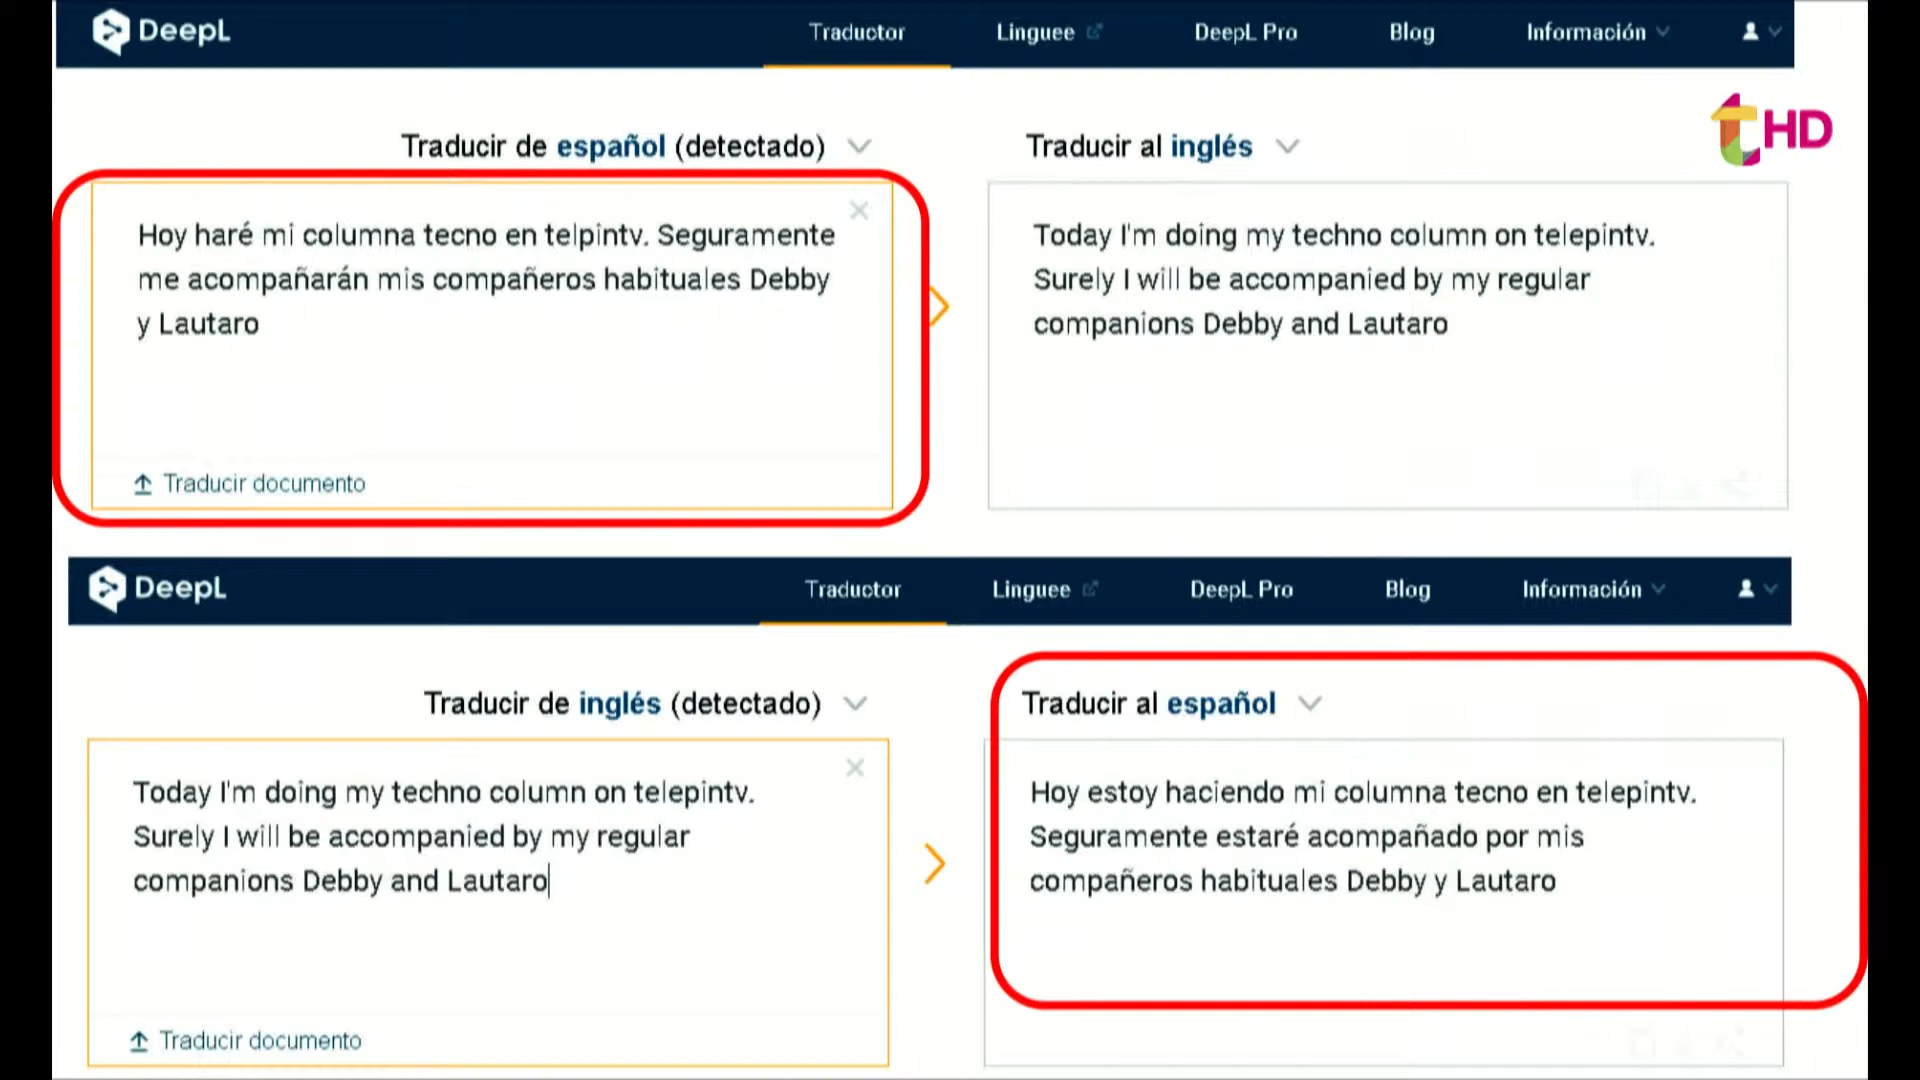 DeepL
Traductor
Linguee
DeepL Pro
Blog
Información
tHD
Traducir de español (detectado)
Traducir al inglés
Hoy haré mi columna tecno en telpintv. Seguramente
me acompañarán mis compañeros habituales Debby
y Lautaro
Traducir documento
Today I'm doing my techno column on telepintv.
Surely I will be accompanied by my regular
companions Debby and Lautaro
DeepL
Traductor
Linguee
DeepL Pro
Blog
Información
Traducir de inglés (detectado)
Traducir al español
Today I'm doing my techno column on telepintv.
Surely I will be accompanied by my regular
companions Debby and Lautaro
Traducir documento
Hoy estoy haciendo mi columna tecno en telepintv.
Seguramente estaré acompañado por mis
compañeros habituales Debby y Lautaro